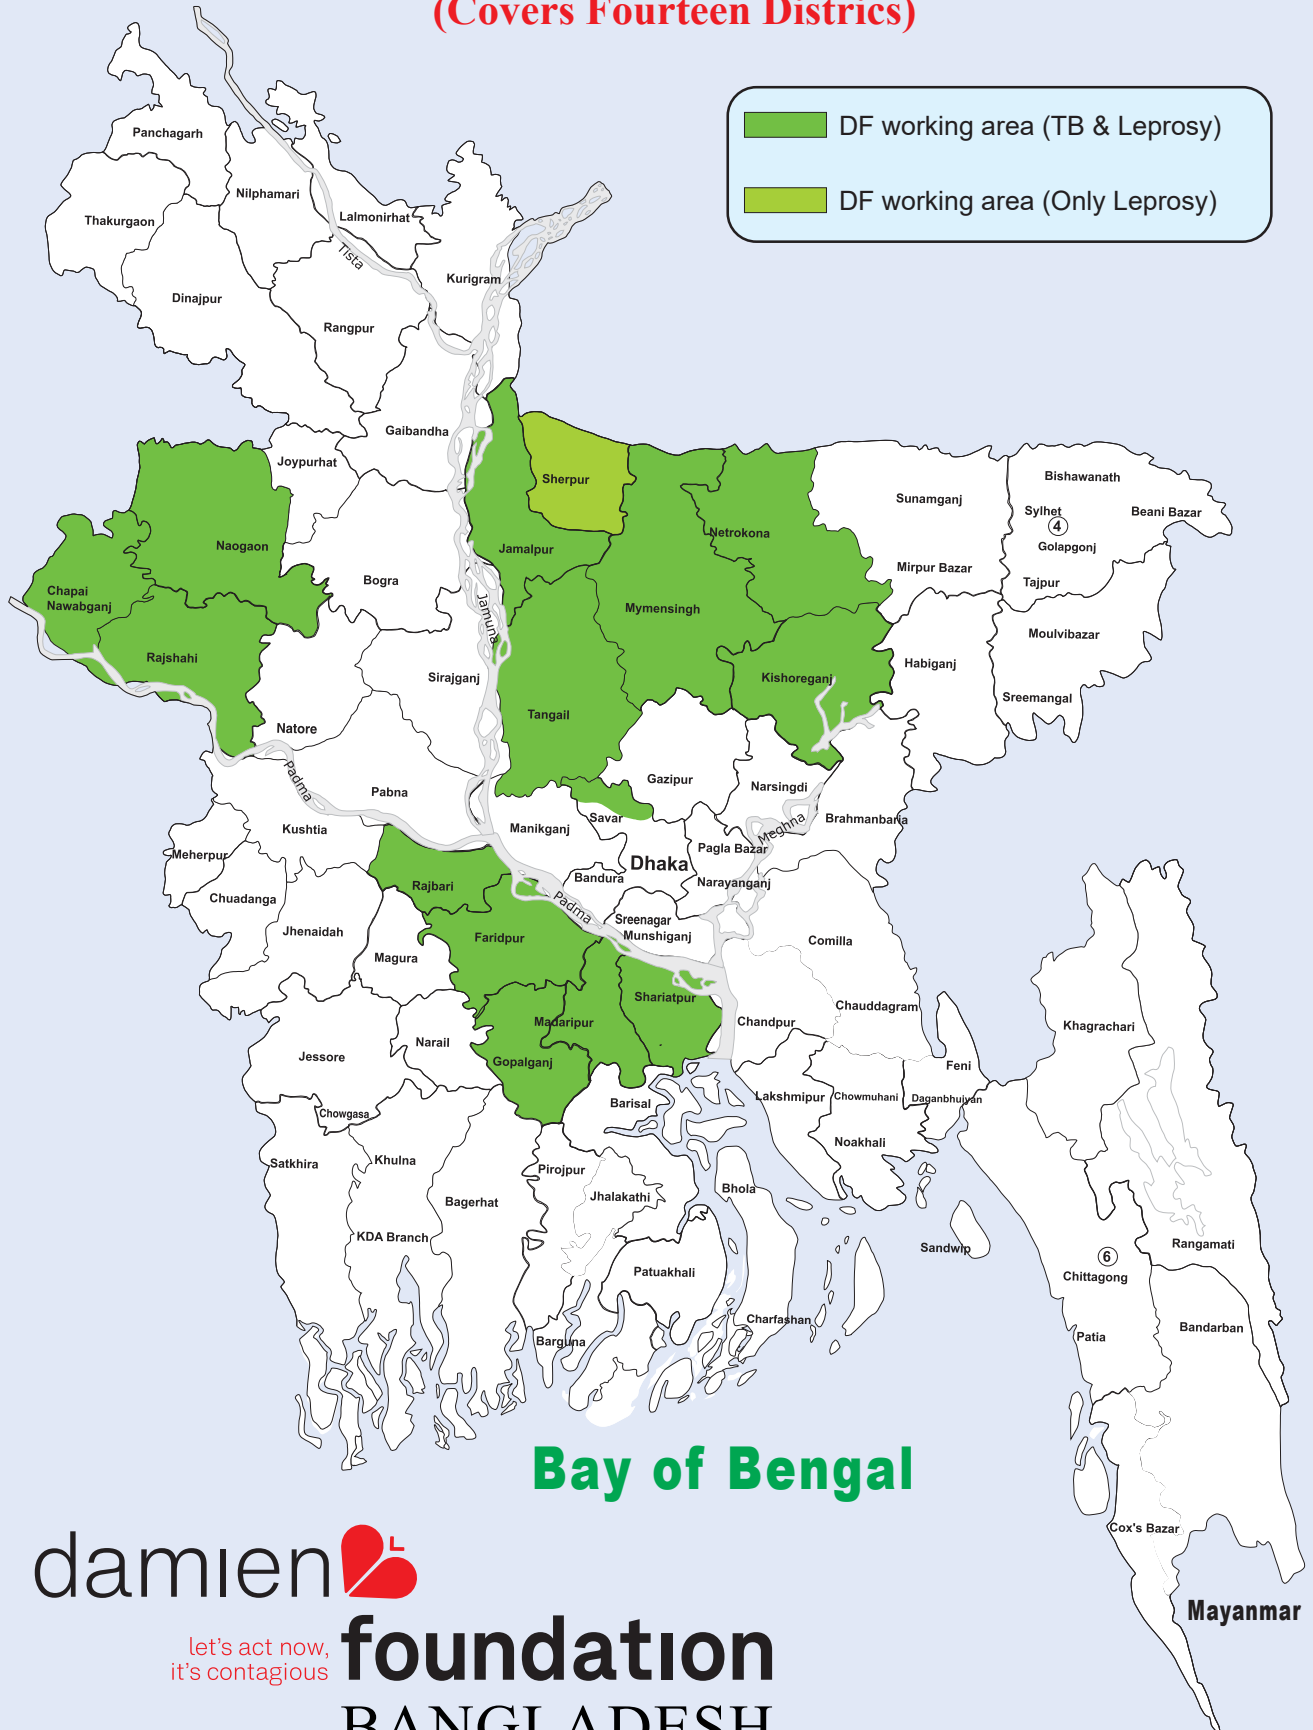 (Covers Fourteen Districs)
DF working area (TB & Leprosy)
DF working area (Only Leprosy)
Panchagarh
Thakurgaon
Nilphamari
Lalmonirhat
Tista
Kurigram
Dinajpur
Rangpur
Gaibandha
Joypurhat
Sherpur
Sunamganj
Bishawanath
Sylhet
4
Beani Bazar
Golapgonj
Tajpur
Mirpur Bazar
Netrokona
Naogaon
Jamalpur
Bogra
Chapai
Nawabganj
Jamuna
Mymensingh
Moulvibazar
Rajshahi
Sirajganj
Kishoreganj
Habiganj
Sreemangal
Natore
Tangail
Padma
Pabna
Gazipur
Narsingdi
Kushtia
Manikganj
Savar
Meghna
Brahmanbaria
Meherpur
Dhaka
Pagla Bazar
Rajbari
Bandura
Narayanganj
Chuadanga
Padma
Jhenaidah
Faridpur
Sreenagar
Munshiganj
Comilla
Magura
Shariatpur
Chauddagram
Madaripur
Chandpur
Khagrachari
Narail
Jessore
Gopalganj
Feni
Chowgasa
Barisal
Lakshmipur
Chowmuhani
Daganbhuiyan
Noakhali
Satkhira
Khulna
Pirojpur
Bhola
Bagerhat
Jhalakathi
KDA Branch
Sandwip
Rangamati
6
Chittagong
Patuakhali
Charfashan
Barguna
Patia
Bandarban
Bay of Bengal
Cox's Bazar
Mayanmar
damien
let's act now,
it's contagious
foundation
BANGLADESH